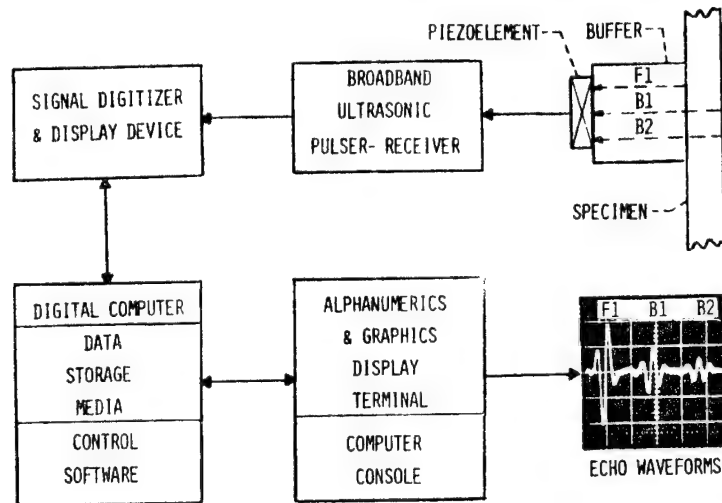 PIEZOELEMENT
BUFFER
SIGNAL DIGITIZER
& DISPLAY DEVICE
BROADBAND
ULTRASONIC
PULSER- RECEIVER
F1
B1
B2
SPECIMEN
DIGITAL COMPUTER
DATA
STORAGE
MEDIA
CONTROL
SOFTWARE
ALPHANUMERICS
& GRAPHICS
DISPLAY
TERMINAL
COMPUTER
CONSOLE
F1 B1 B2
ECHO WAVEFORMS